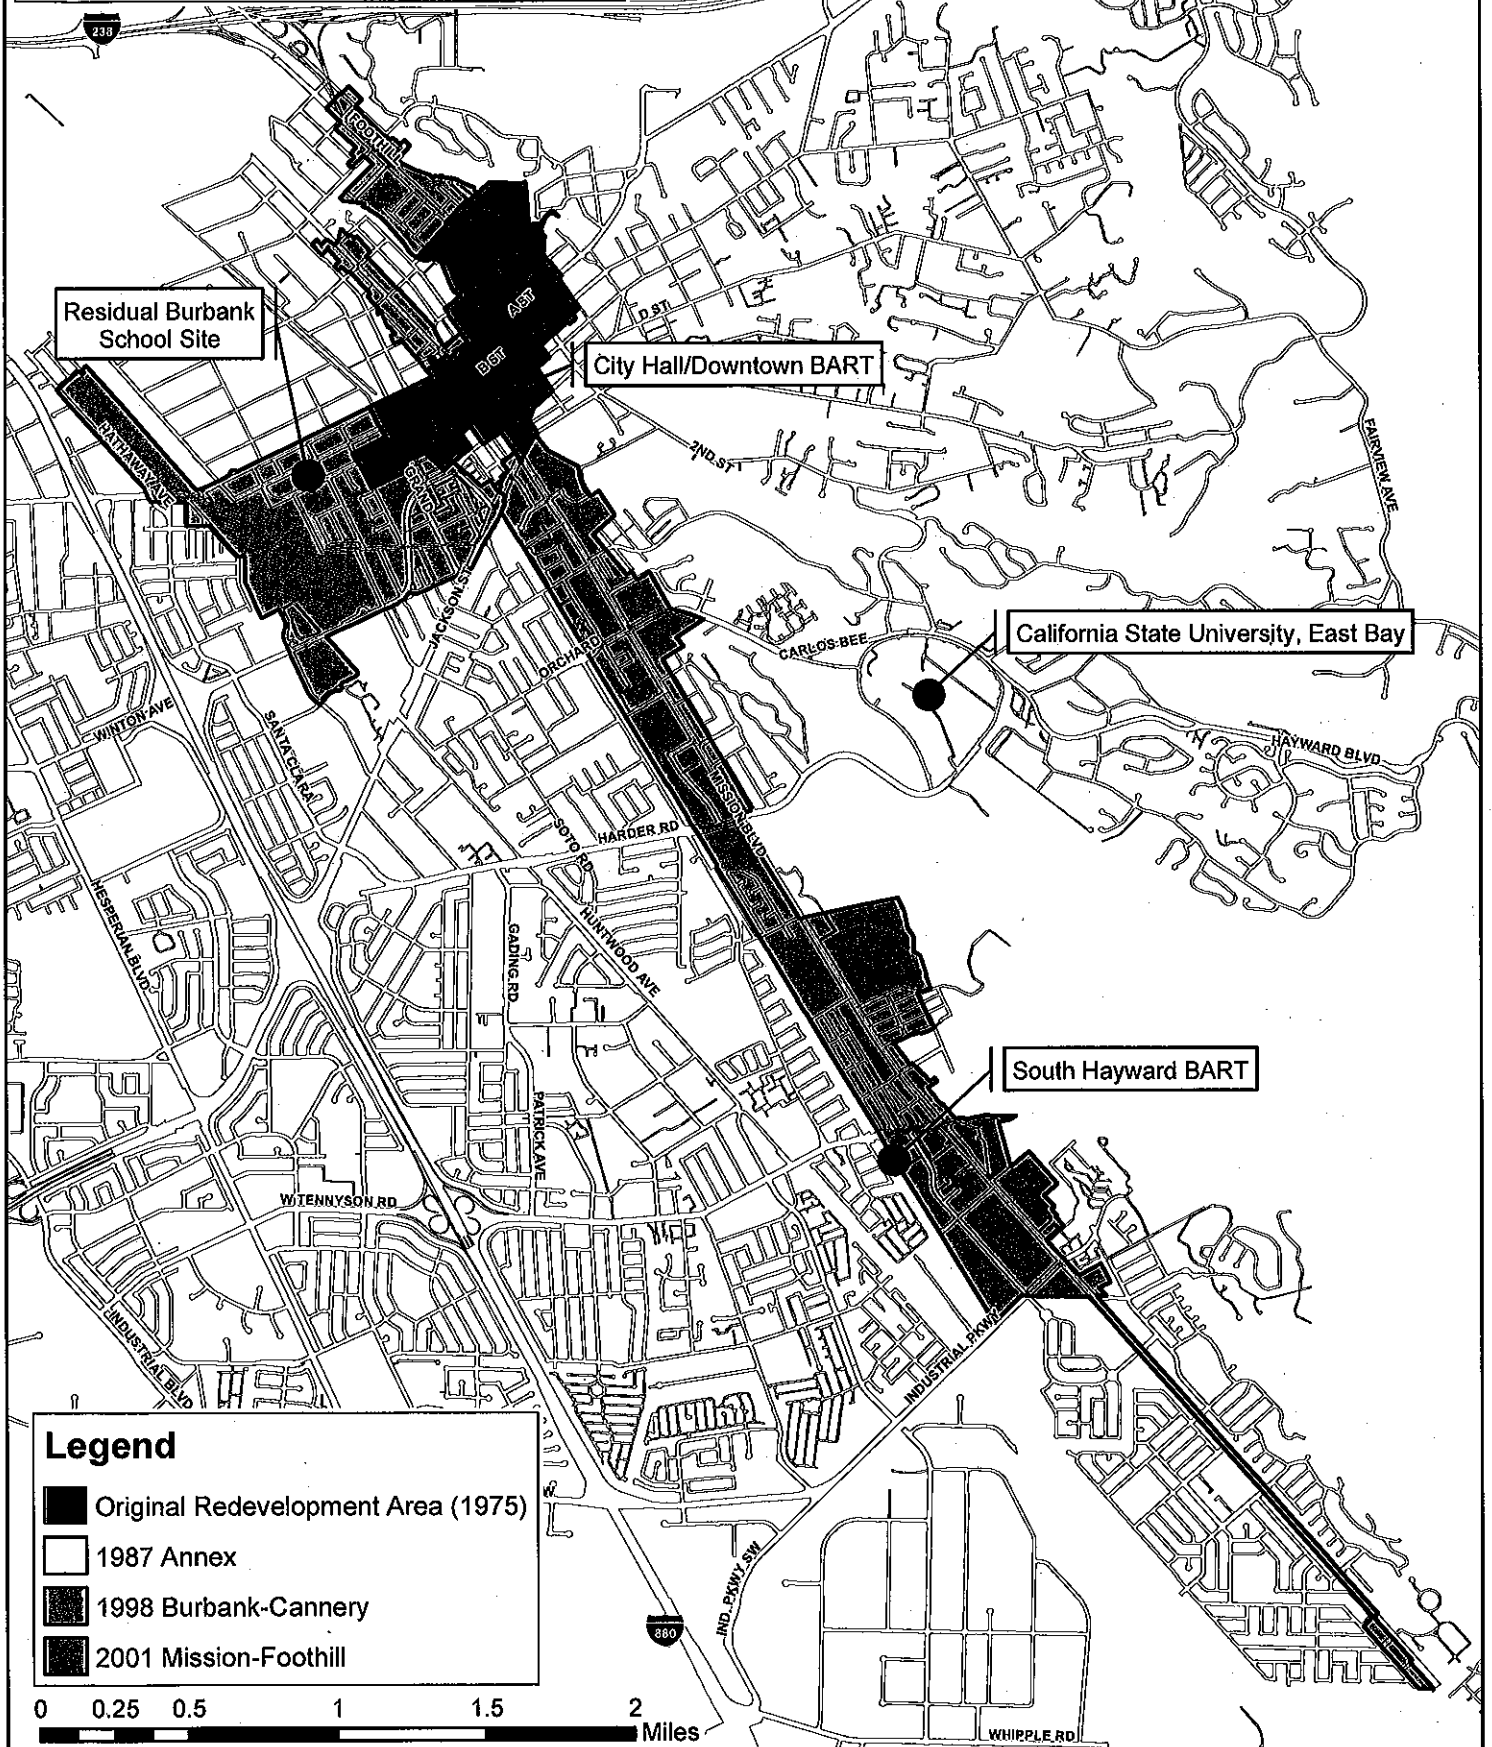 238
FOOTHILL
A ST
D ST
B ST
Residual Burbank
School Site
City Hall/Downtown BART
HATHAWAY AVE
GRAND
2ND ST
FAIRVIEW AVE
JACKSON ST
ORCHARD
CARLOS BEE
California State University, East Bay
WINTON AVE
SANTA CLARA
HAYWARD BLVD
MISSION BLVD
HARDER RD
SOTO RD
HESPERIAN BLVD
HUNTWOOD AVE
GADING RD
South Hayward BART
PATRICK AVE
W TENNYSON RD
INDUSTRIAL BLVD
INDUSTRIAL PKWY
W
IND. PKWY SW
880
WHIPPLE RD
Legend
Original Redevelopment Area (1975)
1987 Annex
1998 Burbank-Cannery
2001 Mission-Foothill
0 0.25 0.5 1 1.5 2
Miles